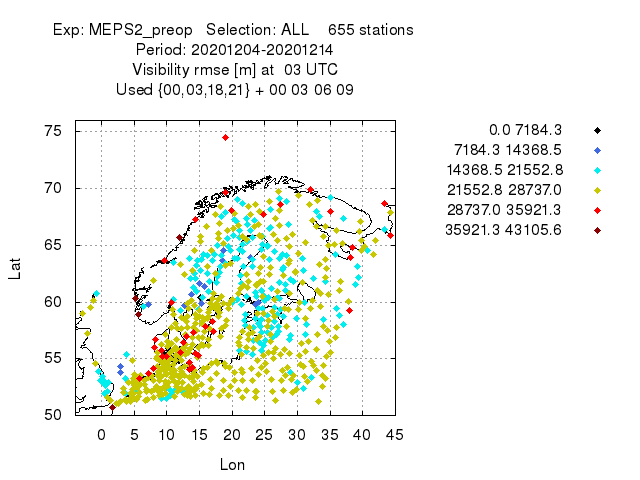 Exp: MEPS2_preop Selection: ALL 655 stations
Period: 20201204-20201214
Visibility rmse [m] at 03 UTC
Used {00,03,18,21} + 00 03 06 09
0.0 7184.3
7184.3 14368.5
14368.5 21552.8
21552.8 28737.0
28737.0 35921.3
35921.3 43105.6
75
70
65
60
55
50
Lat
0 5 10 15 20 25 30 35 40 45
Lon